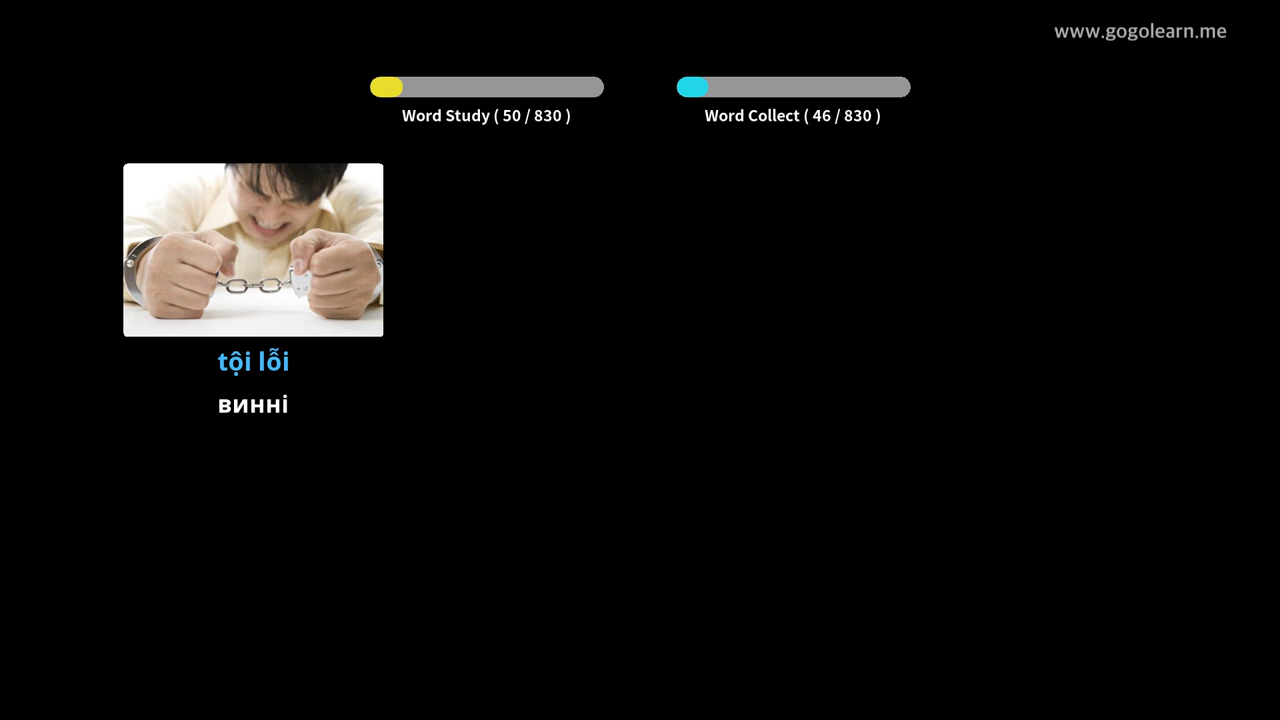 www.gogolearn.me
Word Study ( 50 / 830 )
Word Collect ( 46 / 830 )
tội lỗi
винні